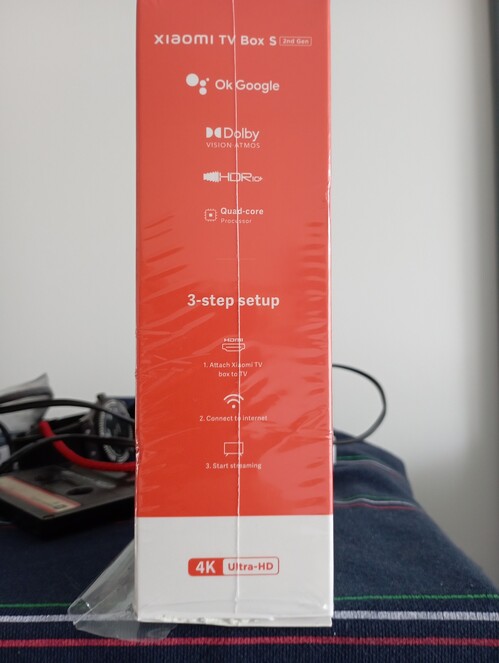 xiaomi TV Box S 2nd Gen
Ok Google
Dolby
VISION·ATMOS
HDR10+
Quad-core
Processor
3-step setup
HDMI
1. Attach Xiaomi TV
box to TV
2. Connect to internet
3. Start streaming
4K Ultra-HD